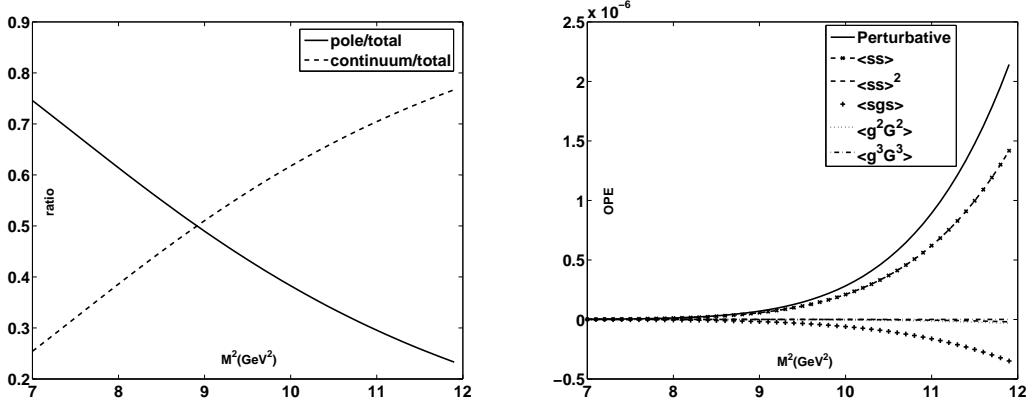 0.9
0.8
0.7
0.6
0.5
0.4
0.3
0.2
ratio
pole/total
continuum/total
M²(GeV²)
7 8 9 10 11 12
x 10⁻⁶
2.5
2
1.5
1
0.5
0
−0.5
OPE
Perturbative
<ss>
<ss>²
<sgs>
<g²G²>
<g³G³>
M²(GeV²)
7 8 9 10 11 12